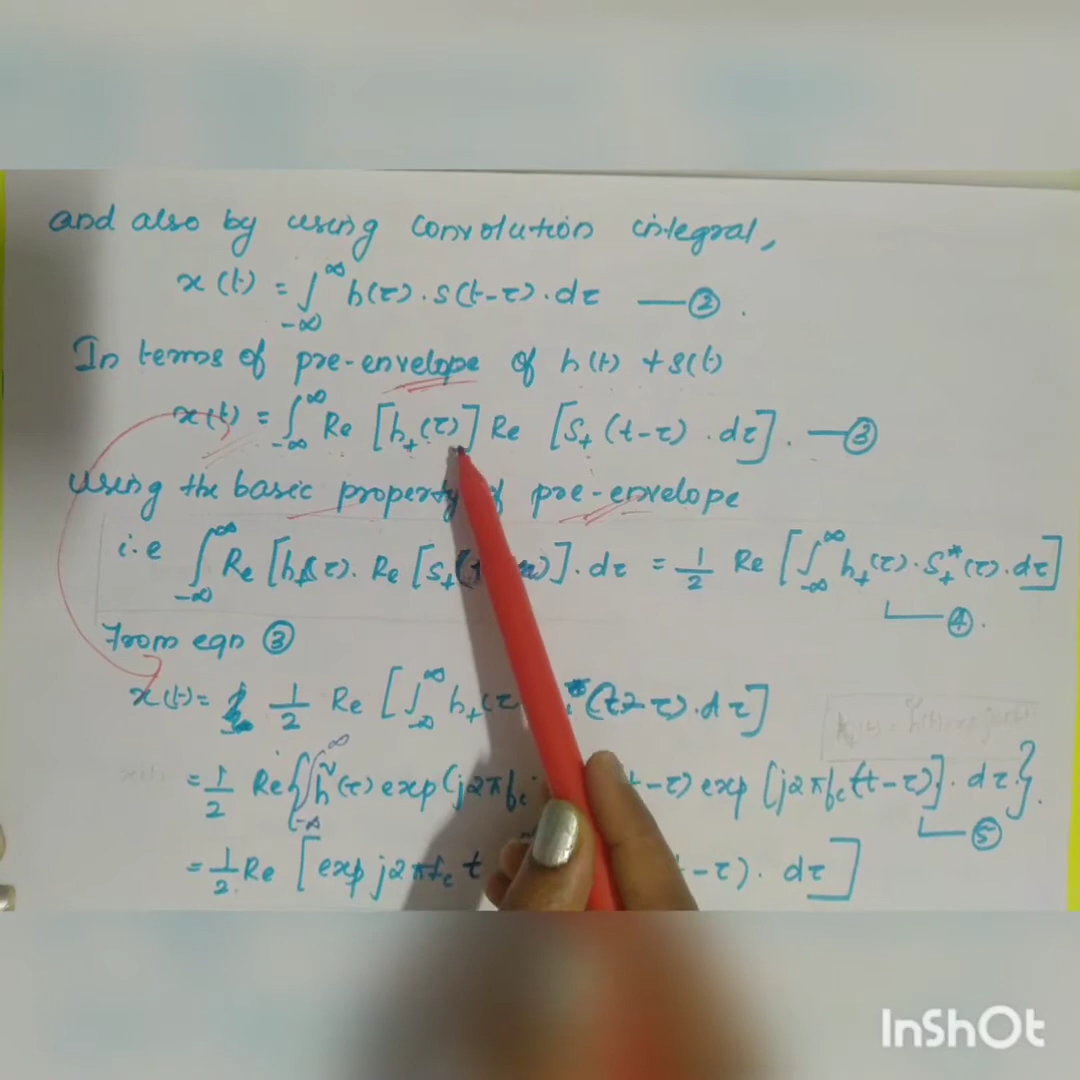 and also by using convolution integral,
x(t) = ∫_{-∞}^{∞} h(τ). s(t-τ). dτ —②.
In terms of pre-envelope of h(t) + s(t)
x(t) = ∫_{-∞}^{∞} Re [h₊(τ)] Re [S₊ (t-τ) . dτ]. —③
using the basic property of pre-envelope
i.e ∫_{-∞}^{∞} Re [h₊(τ). Re [S₊( )]. dτ = 1/2 Re [∫_{-∞}^{∞} h₊(τ). S₊*(τ). dτ]
④.
From eqn ③
x(t) = 1/2 Re [∫_{-∞}^{∞} h₊(τ *(t-τ). dτ]
= 1/2 Re{∫_{-∞}^{∞} h̃(τ) exp(j2πfc t-τ) exp [j2πfc(t-τ)]. dτ}.
⑤
= 1/2 Re [exp j2πfc t t-τ). dτ]
InShOt